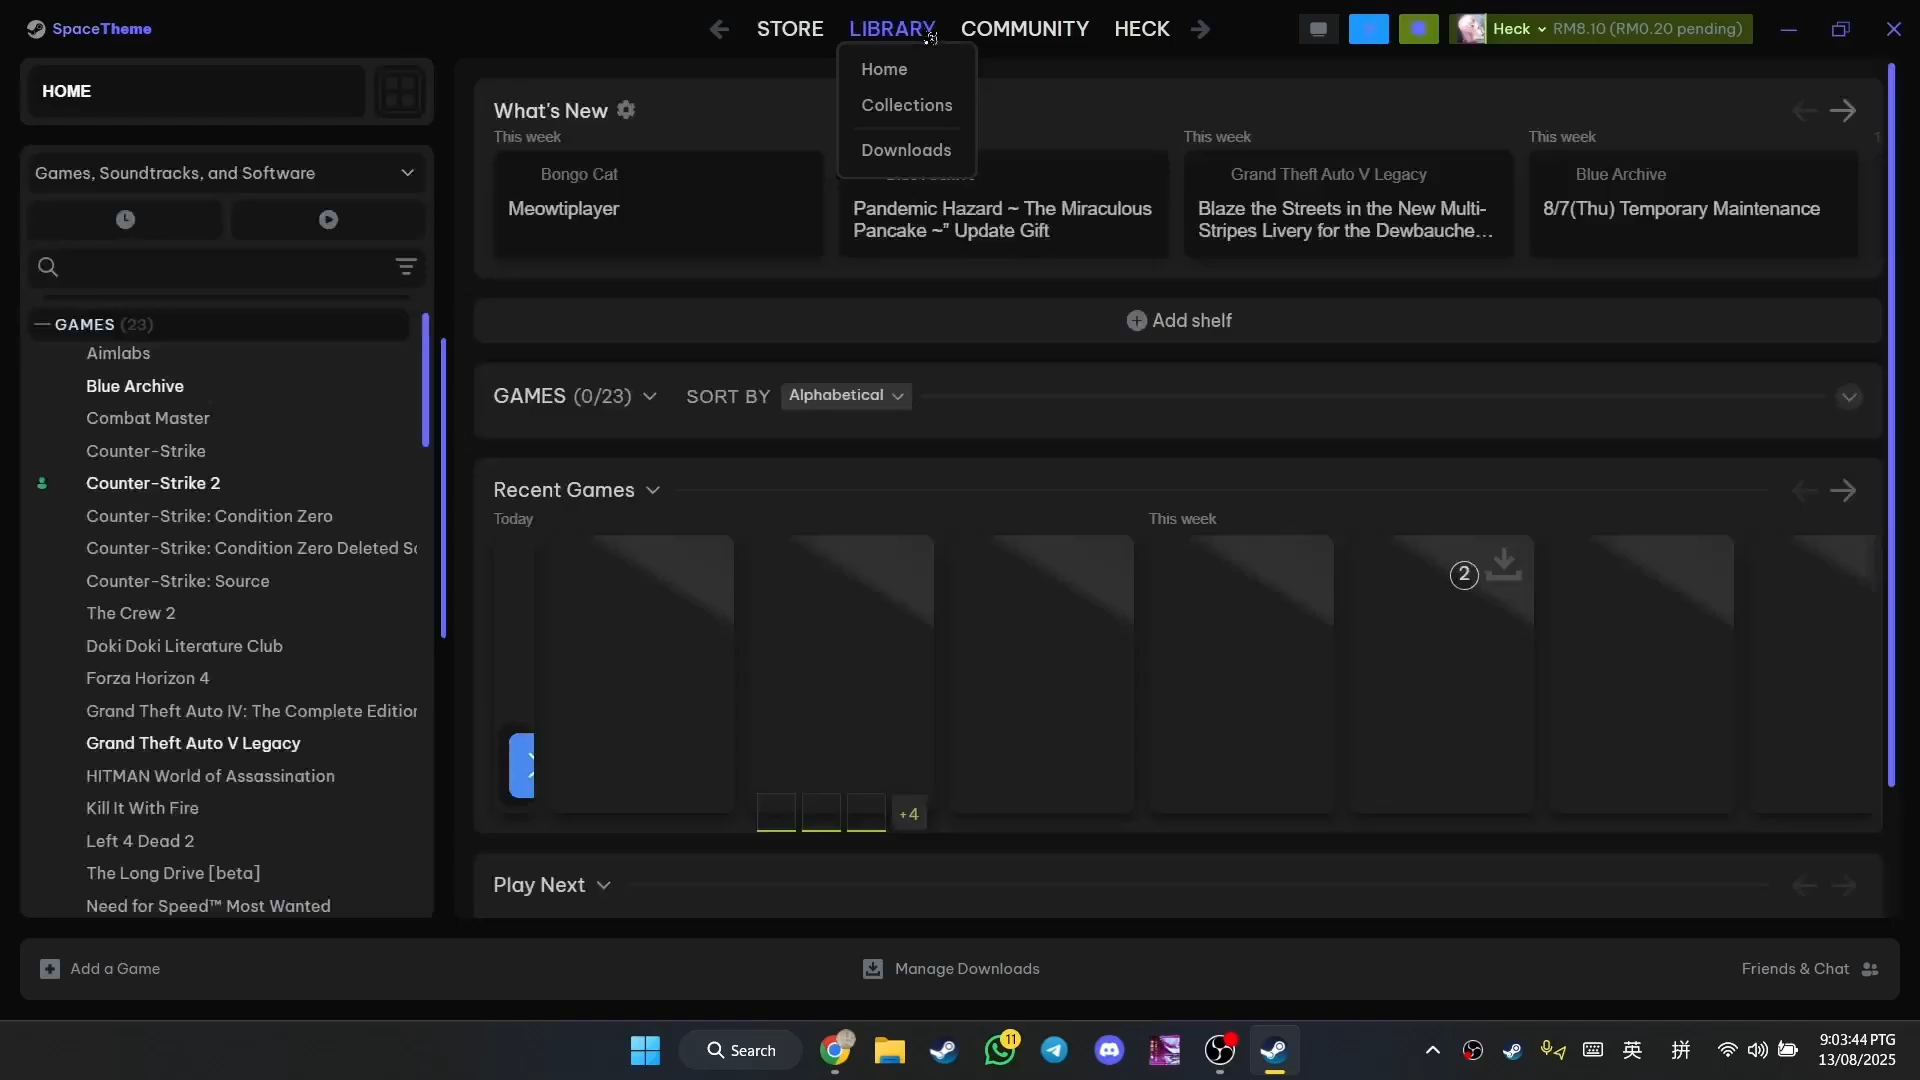 SpaceTheme
STORE
LIBRARY
COMMUNITY
HECK
Heck
RM8.10 (RM0.20 pending)
Home
Collections
Downloads
HOME
Games, Soundtracks, and Software
GAMES (23)
Aimlabs
Blue Archive
Combat Master
Counter-Strike
Counter-Strike 2
Counter-Strike: Condition Zero
Counter-Strike: Condition Zero Deleted Sc
Counter-Strike: Source
The Crew 2
Doki Doki Literature Club
Forza Horizon 4
Grand Theft Auto IV: The Complete Edition
Grand Theft Auto V Legacy
HITMAN World of Assassination
Kill It With Fire
Left 4 Dead 2
The Long Drive [beta]
Need for Speed™ Most Wanted
What's New
This week
Bongo Cat
Meowtiplayer
Pandemic Hazard ~ The Miraculous
Pancake ~" Update Gift
This week
Grand Theft Auto V Legacy
Blaze the Streets in the New Multi-
Stripes Livery for the Dewbauche...
This week
Blue Archive
8/7(Thu) Temporary Maintenance
Add shelf
GAMES (0/23)
SORT BY
Alphabetical
Recent Games
Today
This week
2
+4
Play Next
Add a Game
Manage Downloads
Friends & Chat
Search
11
英
拼
9:03:44 PTG
13/08/2025